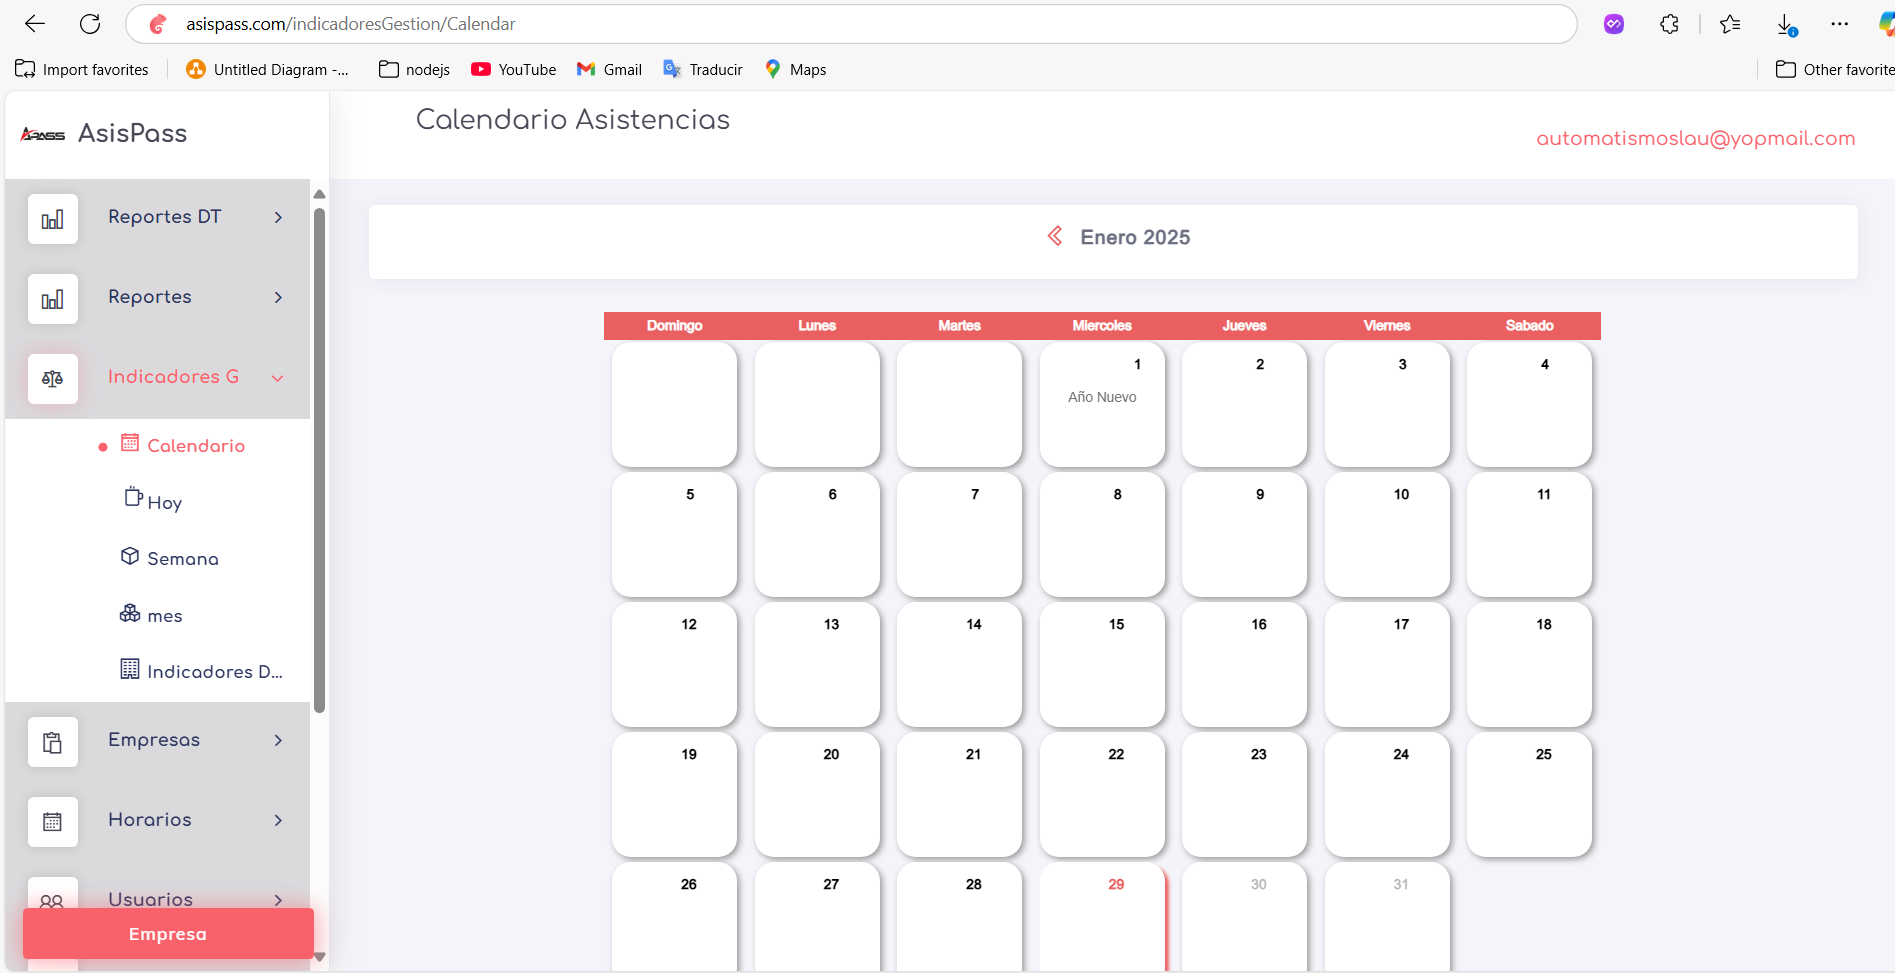 asispass.com/indicadoresGestion/Calendar
Import favorites
Untitled Diagram -...
nodejs
YouTube
Gmail
Traducir
Maps
Other favorite
APASS AsisPass
Calendario Asistencias
automatismoslau@yopmail.com
Reportes DT
Reportes
Indicadores G
Calendario
Hoy
Semana
mes
Indicadores D...
Empresas
Horarios
Usuarios
Empresa
Enero 2025
Domingo Lunes Martes Miercoles Jueves Viernes Sabado
1 2 3 4
Año Nuevo
5 6 7 8 9 10 11
12 13 14 15 16 17 18
19 20 21 22 23 24 25
26 27 28 29 30 31